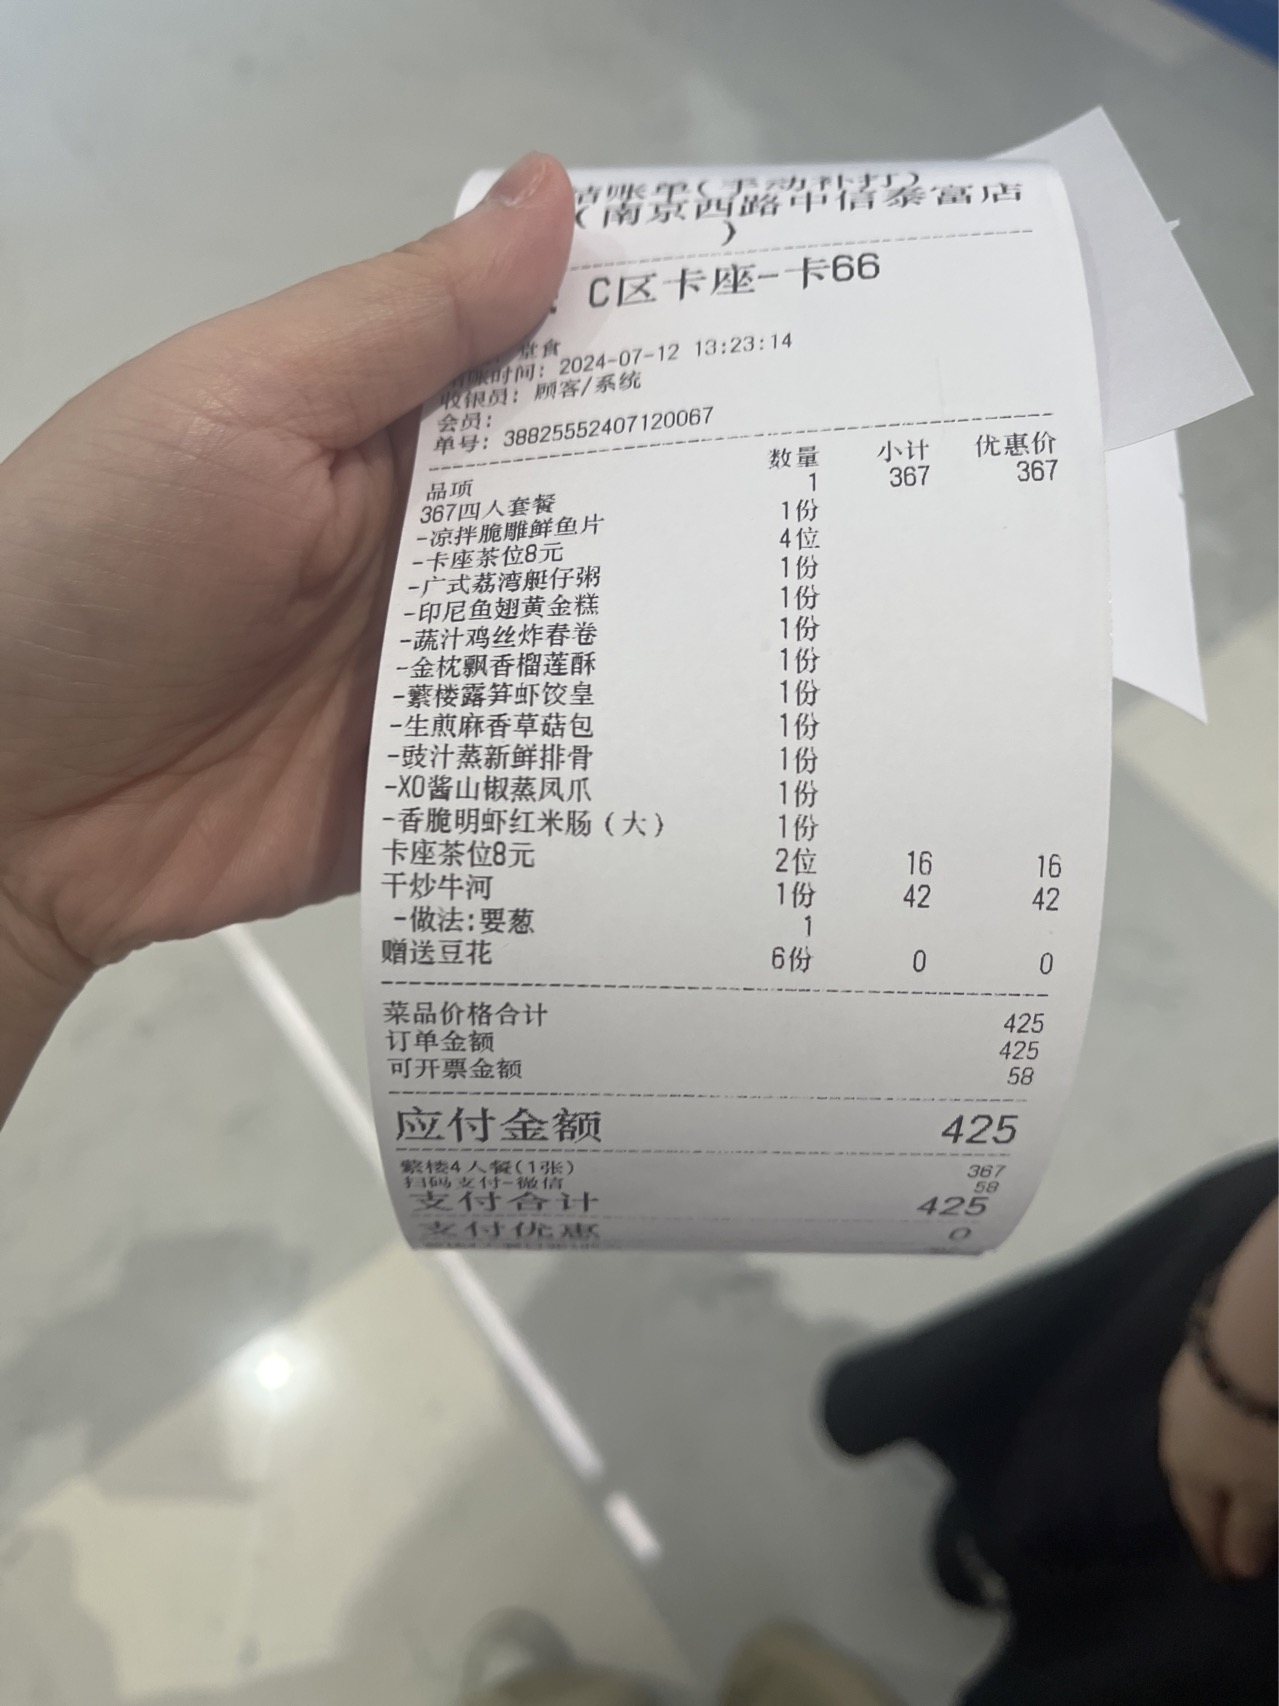 结账单(手动补打)
(南京西路中信泰富店
)
C区卡座-卡66
堂食
时间: 2024-07-12 13:23:14
收银员: 顾客/系统
会员:
单号: 38825552407120067
品项 数量 小计 优惠价
367四人套餐 1 367 367
-凉拌脆雕鲜鱼片 1份
-卡座茶位8元 4位
-广式荔湾艇仔粥 1份
-印尼鱼翅黄金糕 1份
-蔬汁鸡丝炸春卷 1份
-金枕飘香榴莲酥 1份
-蘩楼露笋虾饺皇 1份
-生煎麻香草菇包 1份
-豉汁蒸新鲜排骨 1份
-XO酱山椒蒸凤爪 1份
-香脆明虾红米肠(大) 1份
卡座茶位8元 2位 16 16
干炒牛河 1份 42 42
-做法:要葱 1
赠送豆花 6份 0 0
菜品价格合计 425
订单金额 425
可开票金额 58
应付金额 425
蘩楼4人餐(1张) 367
扫码支付-微信 58
支付合计 425
支付优惠 0